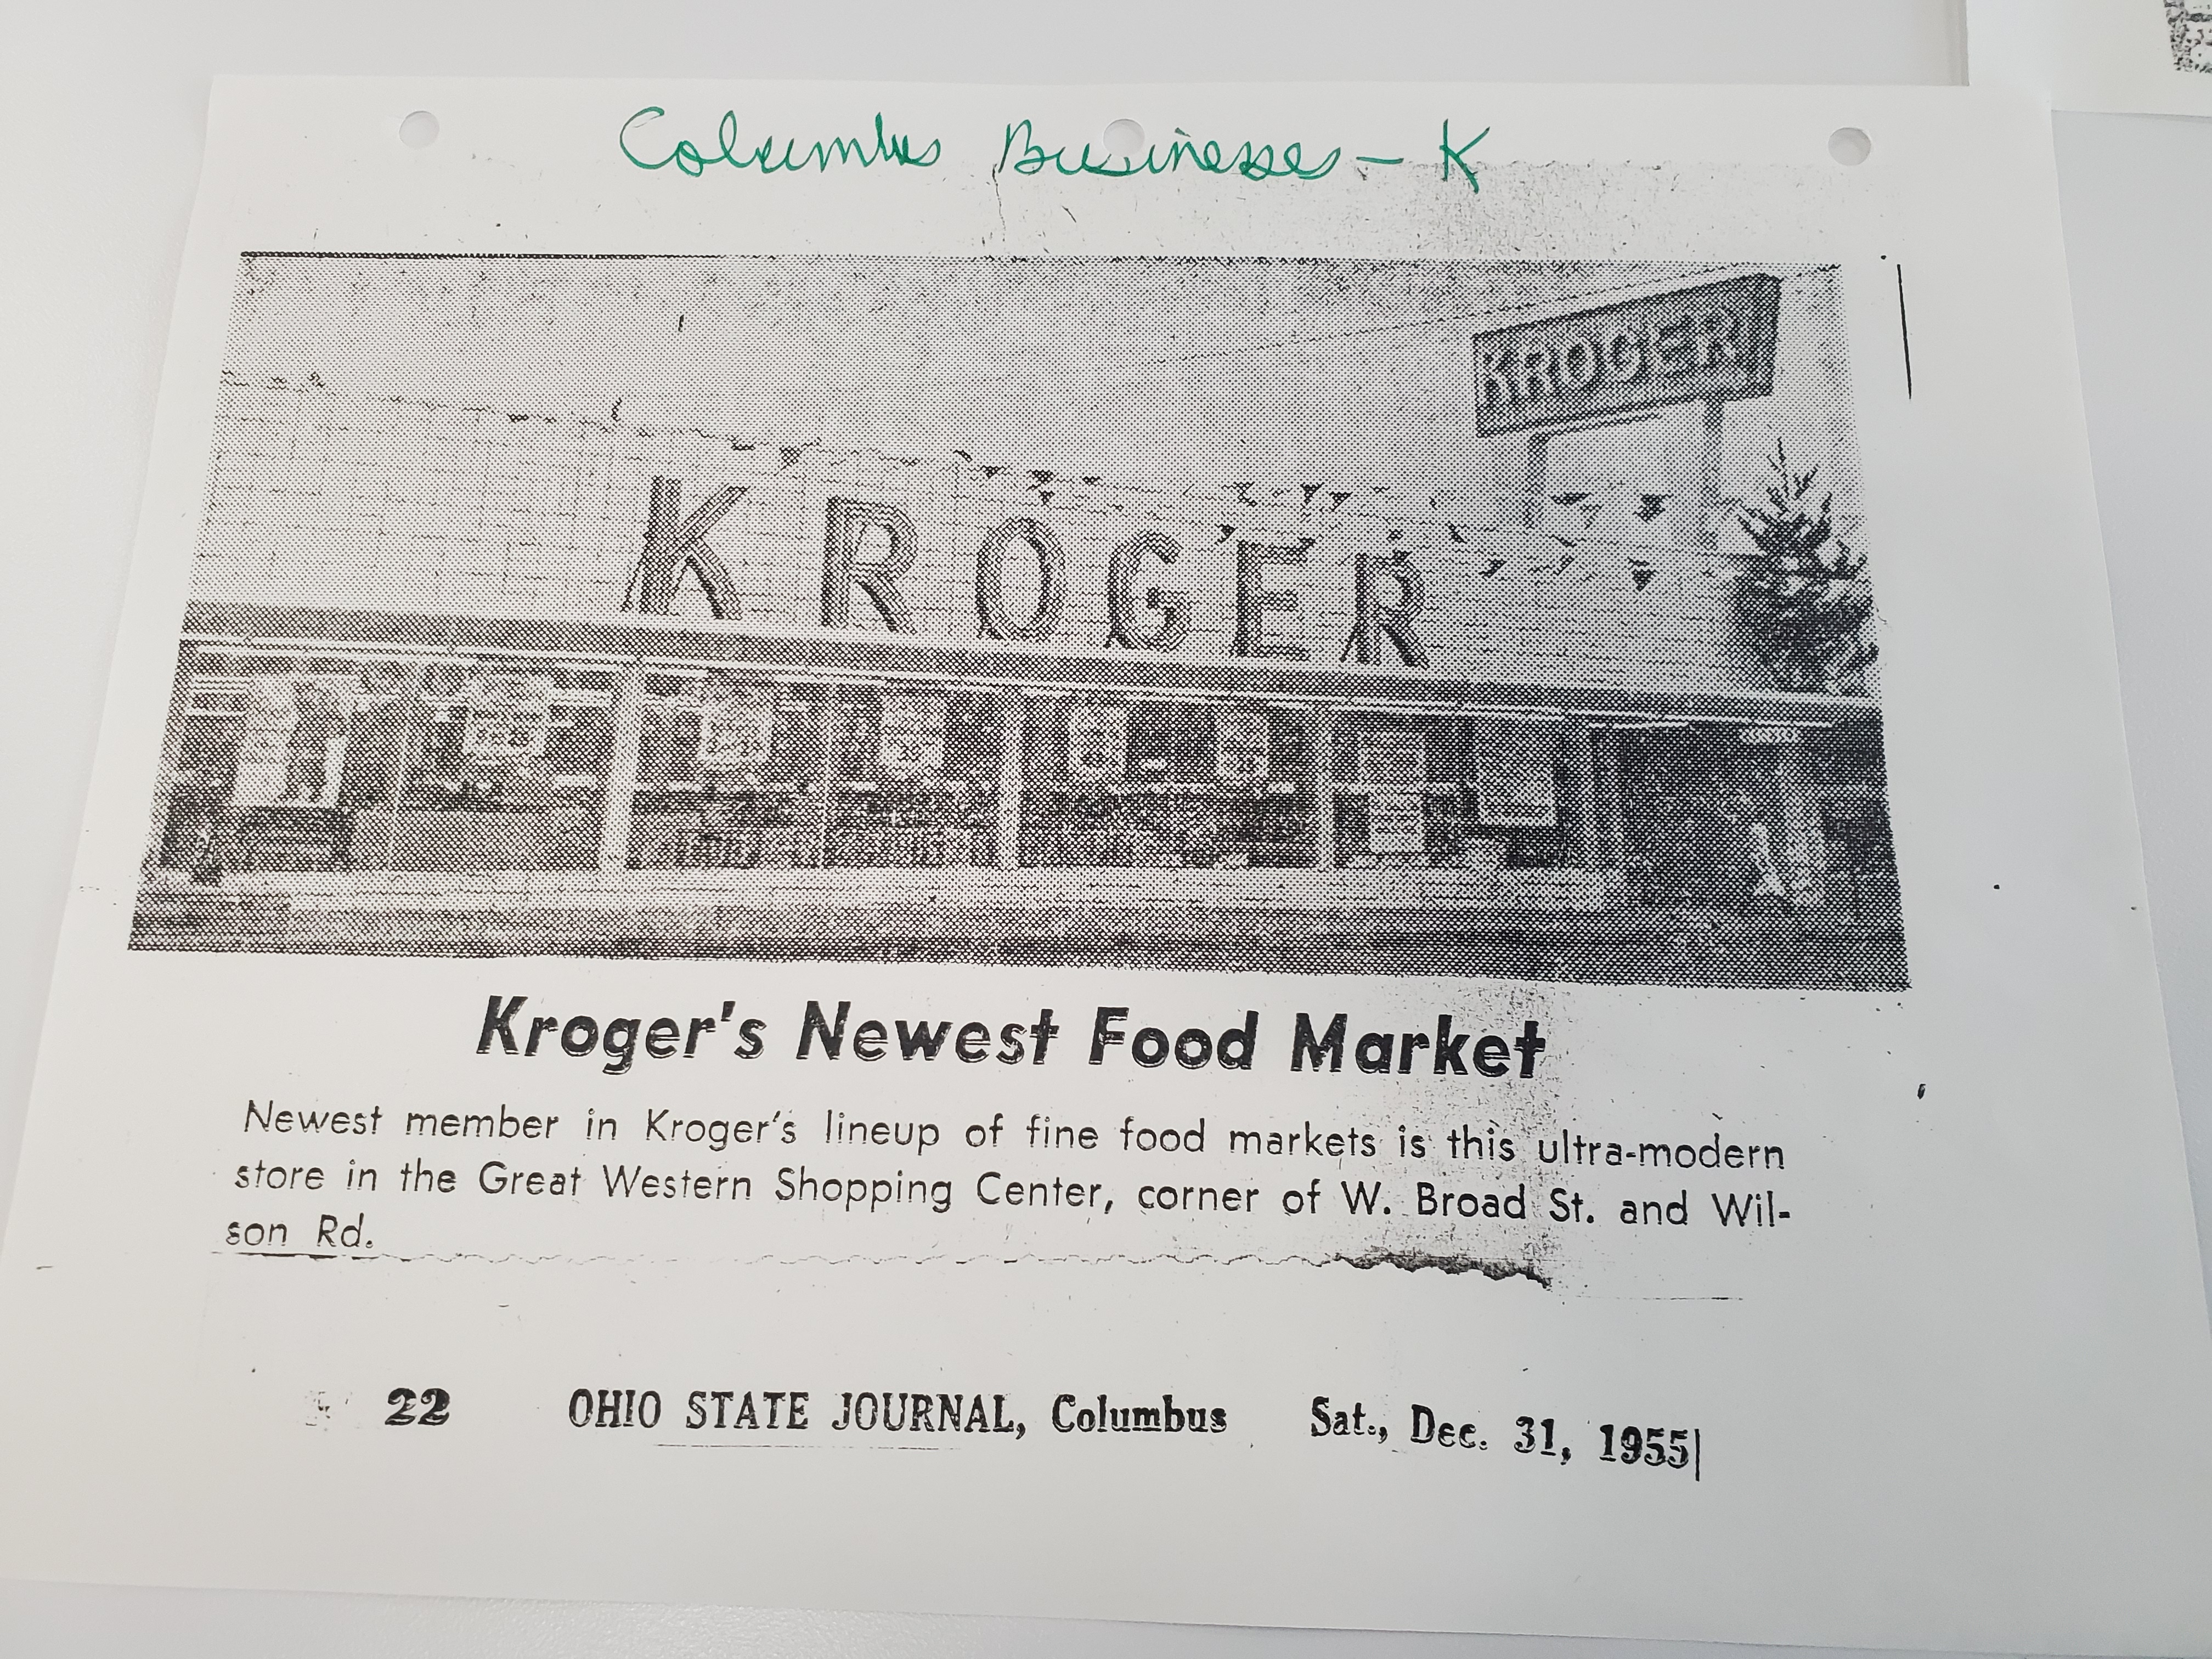 Columbus Businesses - K
KROGER
KROGER
Kroger's Newest Food Market
Newest member in Kroger's lineup of fine food markets is this ultra-modern
store in the Great Western Shopping Center, corner of W. Broad St. and Wil-
son Rd.
22 OHIO STATE JOURNAL, Columbus Sat., Dec. 31, 1955